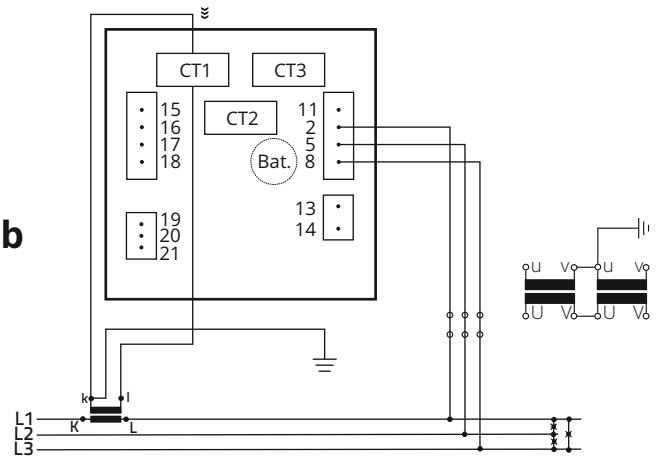 CT1
CT3
CT2
15
16
17
18
11
2
5
8
Bat.
13
14
19
20
21
b
u v u v
U V U V
k l
K L
L1
L2
L3